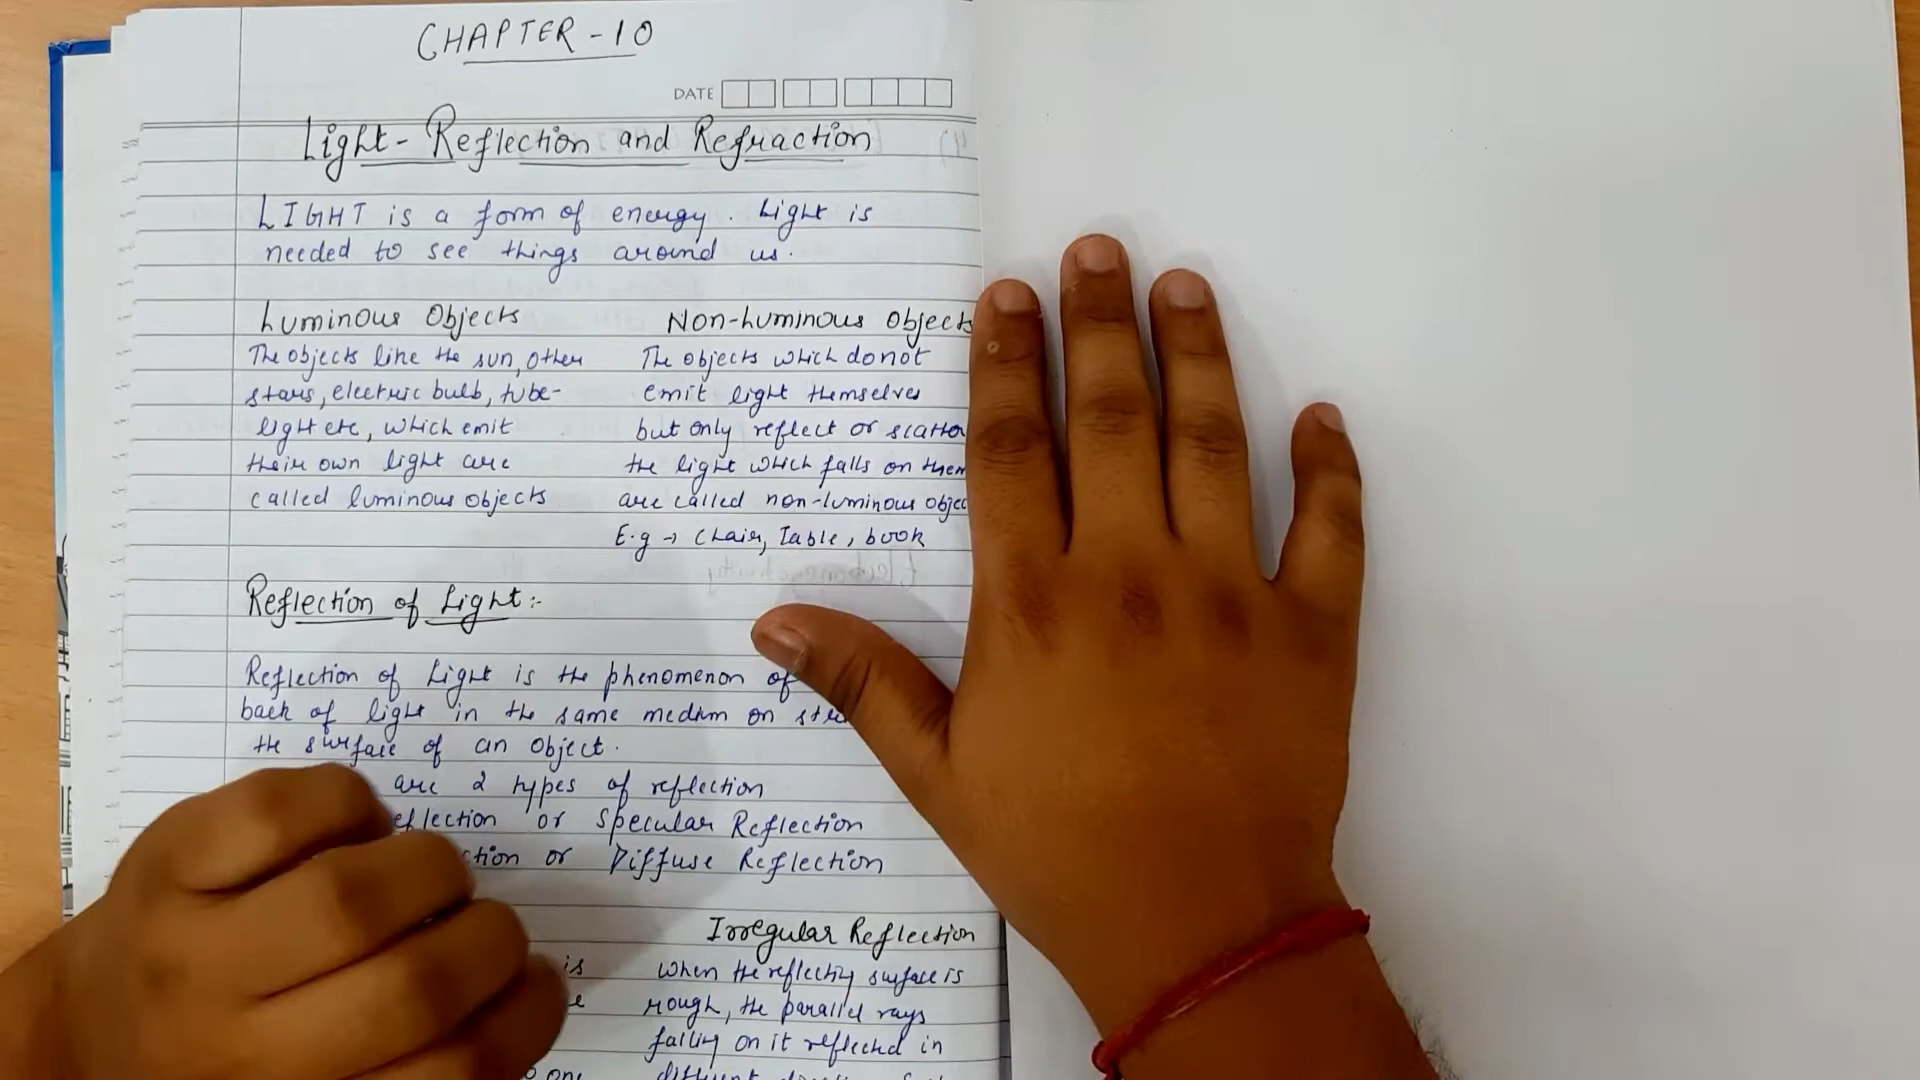 CHAPTER - 10
DATE
Light - Reflection and Refraction
LIGHT is a form of energy. Light is
needed to see things around us.
Luminous Objects
The objects like the sun, other
stars, electric bulb, tube-
light etc, which emit
their own light are
called luminous objects
Non-Luminous Objects
The objects which do not
emit light themselves
but only reflect or scatter
the light which falls on them
are called non-luminous objec
E.g → Chair, Table, book
Reflection of Light:-
Reflection of Light is the phenomenon of
back of light in the same medium on
the surface of an object.
are 2 types of reflection
eflection or Specular Reflection
ction or Diffuse Reflection
is
Irregular Reflection
when the reflecting surface is
rough, the parallel rays
falling on it reflected in
different
one